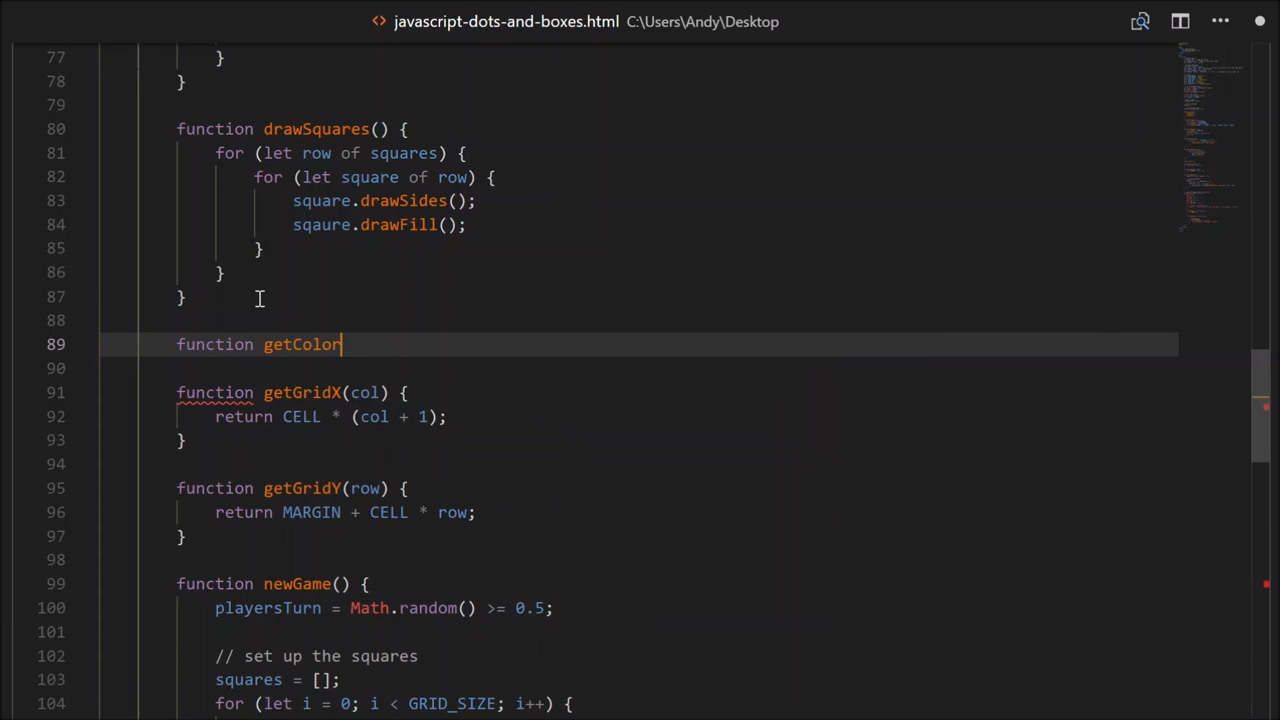 <> javascript-dots-and-boxes.html C:\Users\Andy\Desktop
77 }
78 }
79
80 function drawSquares() {
81 for (let row of squares) {
82 for (let square of row) {
83 square.drawSides();
84 sqaure.drawFill();
85 }
86 }
87 }
88
89 function getColor
90
91 function getGridX(col) {
92 return CELL * (col + 1);
93 }
94
95 function getGridY(row) {
96 return MARGIN + CELL * row;
97 }
98
99 function newGame() {
100 playersTurn = Math.random() >= 0.5;
101
102 // set up the squares
103 squares = [];
104 for (let i = 0; i < GRID_SIZE; i++) {